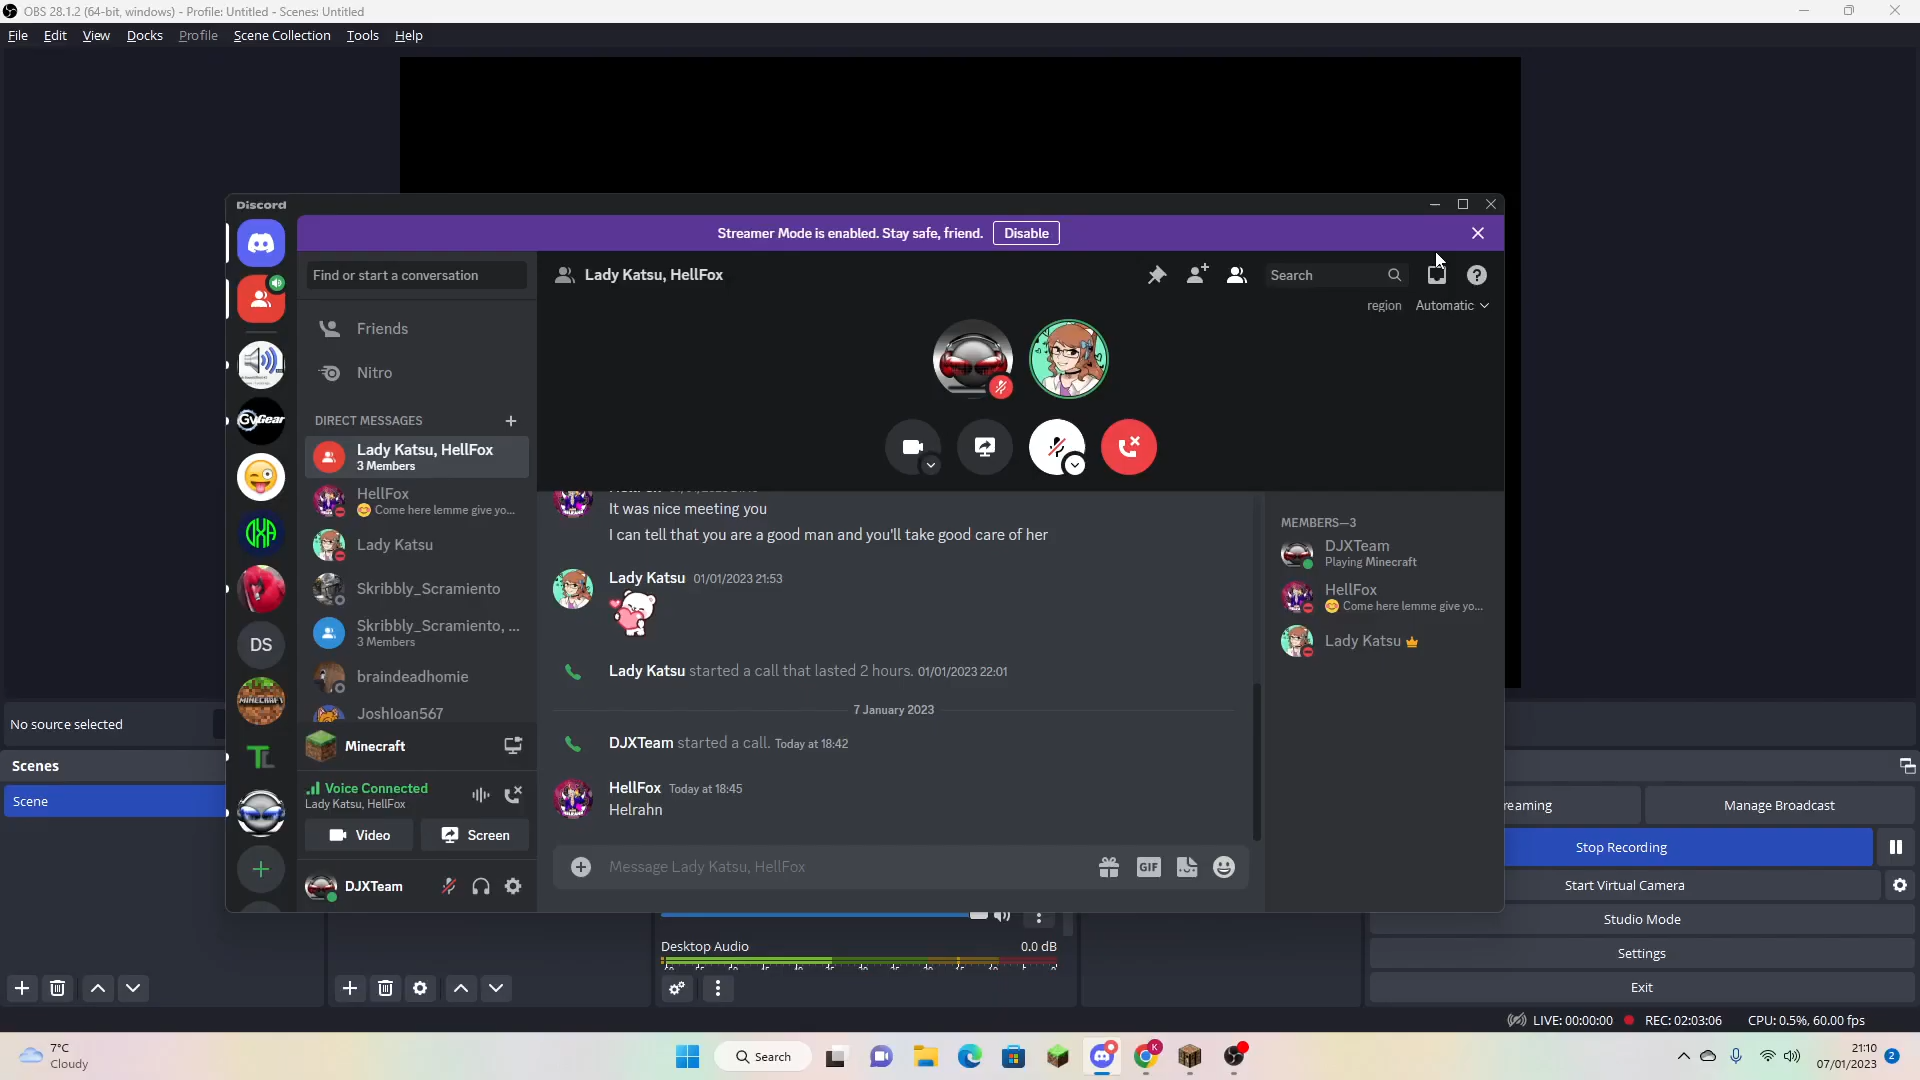 OBS 28.1.2 (64-bit, windows) - Profile: Untitled - Scenes: Untitled
File Edit View Docks Profile Scene Collection Tools Help
Discord
Streamer Mode is enabled. Stay safe, friend. Disable
Find or start a conversation
Lady Katsu, HellFox
Search
region Automatic
Friends
Nitro
DIRECT MESSAGES
Lady Katsu, HellFox
3 Members
HellFox
Come here lemme give yo...
Lady Katsu
Skribbly_Scramiento
Skribbly_Scramiento, ...
3 Members
braindeadhomie
JoshIoan567
GVGear
DXA
DS
MINECRAFT
TL
Minecraft
Voice Connected
Lady Katsu, HellFox
Video
Screen
DJXTeam
It was nice meeting you
I can tell that you are a good man and you'll take good care of her
Lady Katsu 01/01/2023 21:53
Lady Katsu started a call that lasted 2 hours. 01/01/2023 22:01
7 January 2023
DJXTeam started a call. Today at 18:42
HellFox Today at 18:45
Helrahn
Message Lady Katsu, HellFox
GIF
MEMBERS—3
DJXTeam
Playing Minecraft
HellFox
Come here lemme give yo...
Lady Katsu
No source selected
Scenes
Scene
Desktop Audio 0.0 dB
reaming
Manage Broadcast
Stop Recording
Start Virtual Camera
Studio Mode
Settings
Exit
LIVE: 00:00:00 REC: 02:03:06 CPU: 0.5%, 60.00 fps
7°C
Cloudy
Search
K
21:10
07/01/2023
2